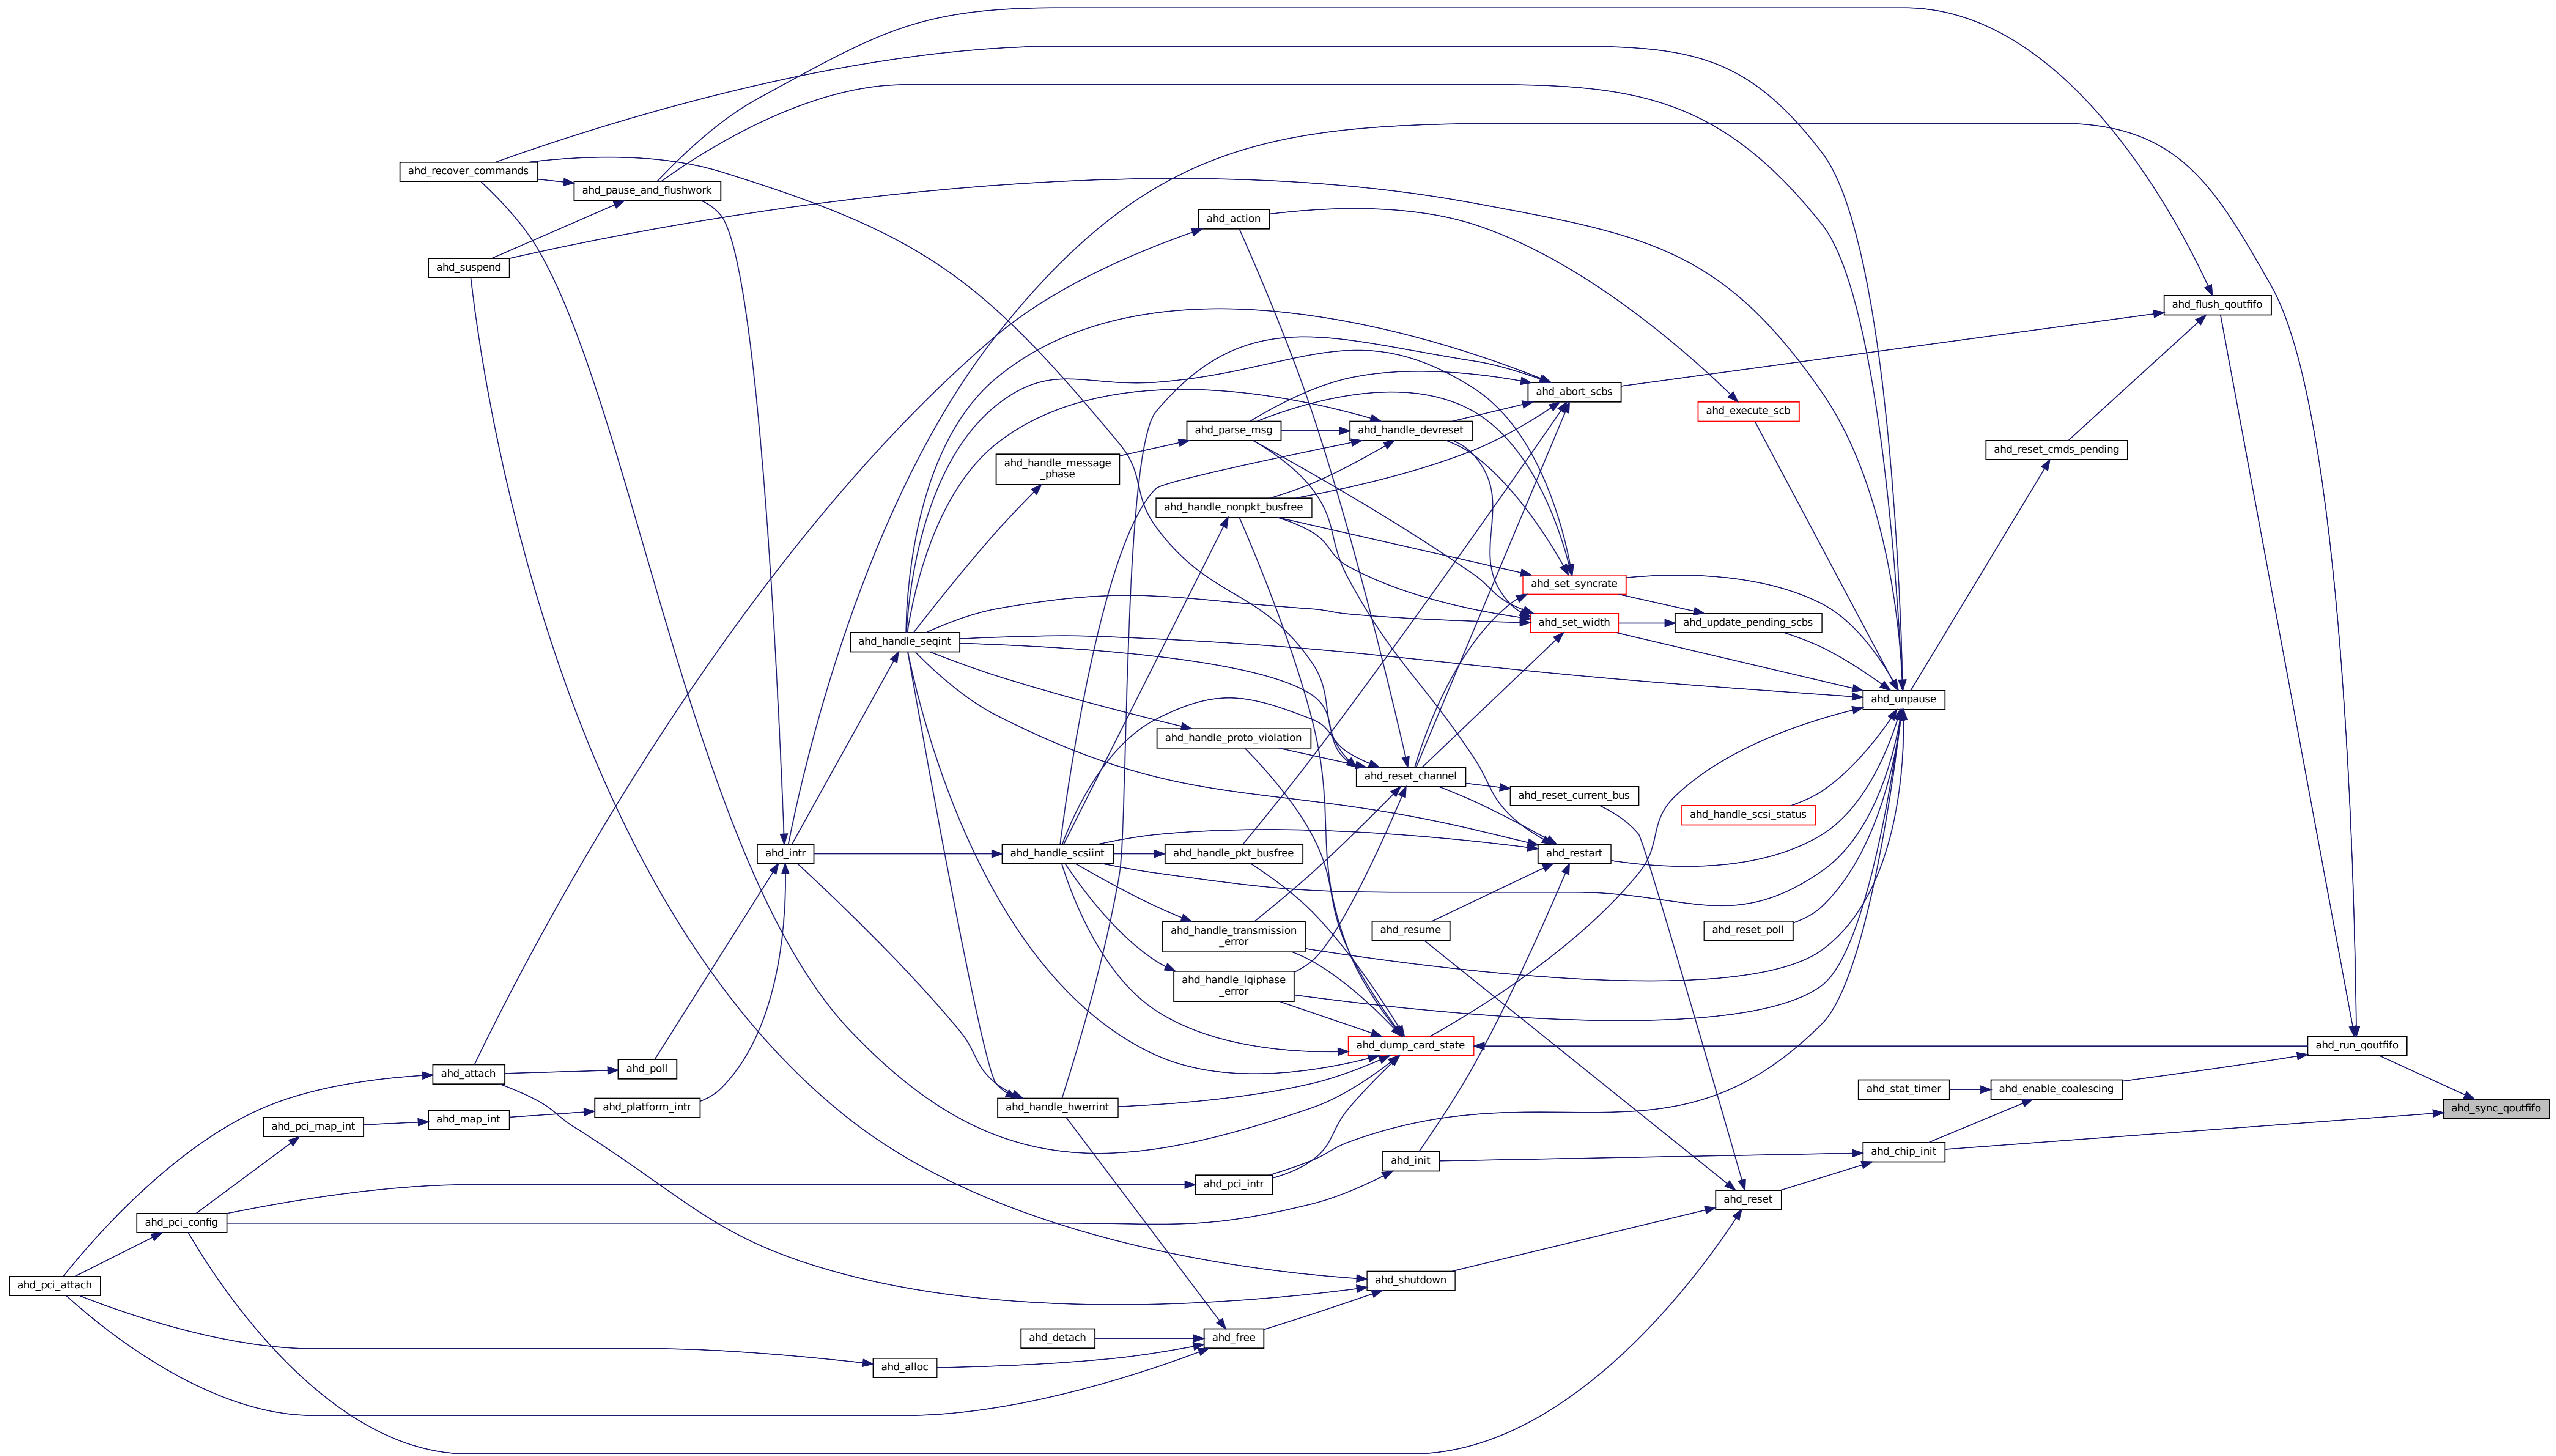 ahd_recover_commands
ahd_pause_and_flushwork
ahd_action
ahd_suspend
ahd_flush_qoutfifo
ahd_abort_scbs
ahd_execute_scb
ahd_parse_msg
ahd_handle_devreset
ahd_reset_cmds_pending
ahd_handle_message
_phase
ahd_handle_nonpkt_busfree
ahd_set_syncrate
ahd_set_width
ahd_update_pending_scbs
ahd_handle_seqint
ahd_unpause
ahd_handle_proto_violation
ahd_reset_channel
ahd_reset_current_bus
ahd_handle_scsi_status
ahd_intr
ahd_handle_scsiint
ahd_handle_pkt_busfree
ahd_restart
ahd_handle_transmission
_error
ahd_resume
ahd_reset_poll
ahd_handle_lqiphase
_error
ahd_dump_card_state
ahd_run_qoutfifo
ahd_attach
ahd_poll
ahd_stat_timer
ahd_enable_coalescing
ahd_platform_intr
ahd_handle_hwerrint
ahd_sync_qoutfifo
ahd_pci_map_int
ahd_map_int
ahd_chip_init
ahd_init
ahd_pci_intr
ahd_reset
ahd_pci_config
ahd_pci_attach
ahd_shutdown
ahd_detach
ahd_free
ahd_alloc